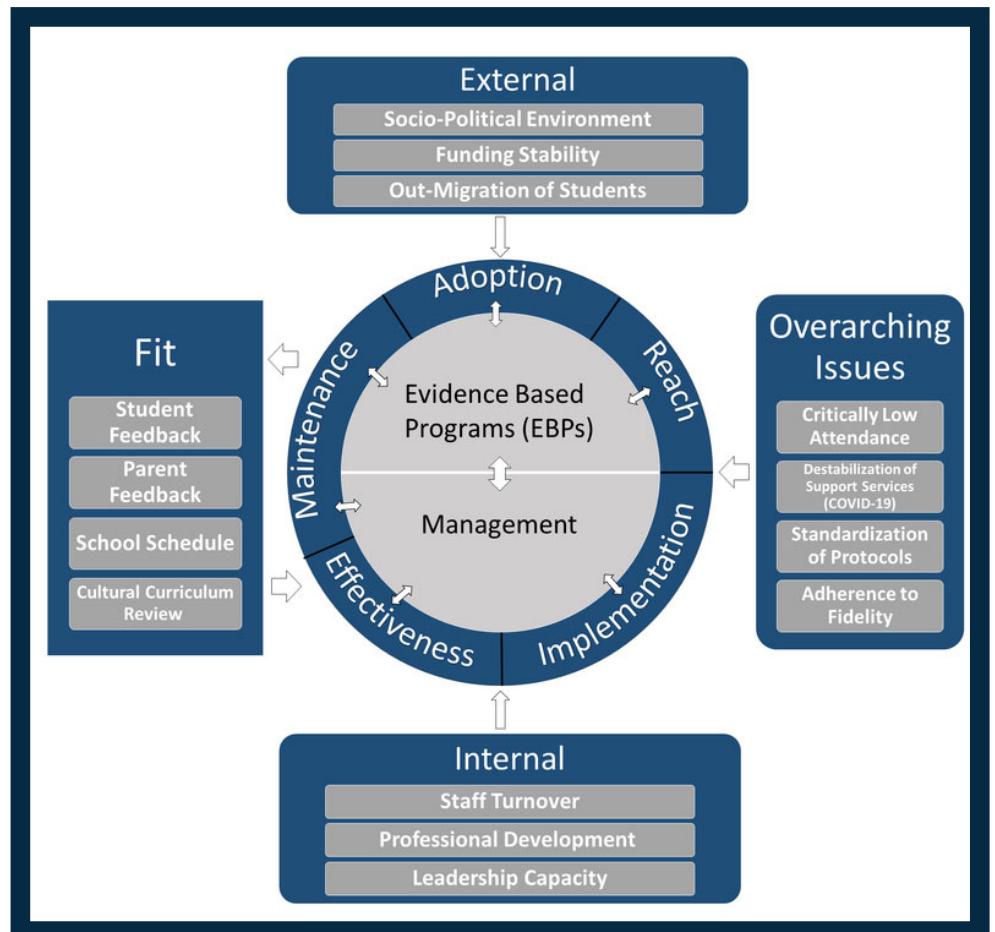 External
Socio-Political Environment
Funding Stability
Out-Migration of Students
Adoption
Reach
Implementation
Effectiveness
Maintenance
Evidence Based
Programs (EBPs)
Management
Fit
Student
Feedback
Parent
Feedback
School Schedule
Cultural Curriculum
Review
Overarching
Issues
Critically Low
Attendance
Destabilization of
Support Services
(COVID-19)
Standardization
of Protocols
Adherence to
Fidelity
Internal
Staff Turnover
Professional Development
Leadership Capacity